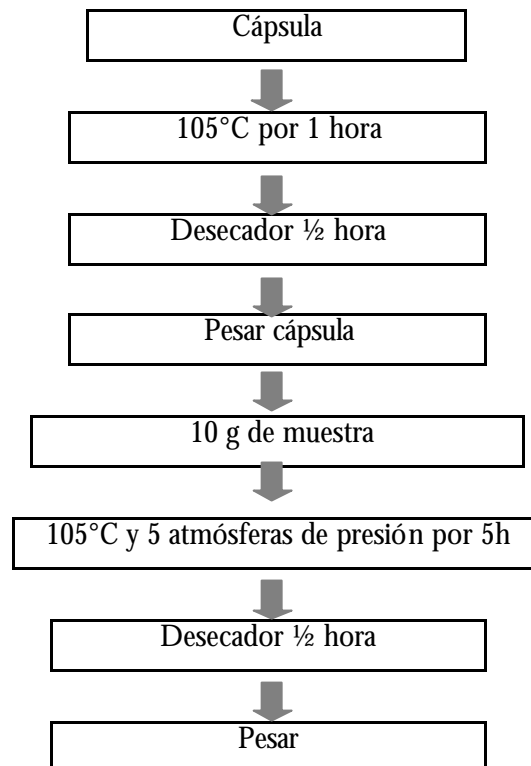 Cápsula
105°C por 1 hora
Desecador ½ hora
Pesar cápsula
10 g de muestra
105°C y 5 atmósferas de presión por 5h
Desecador ½ hora
Pesar